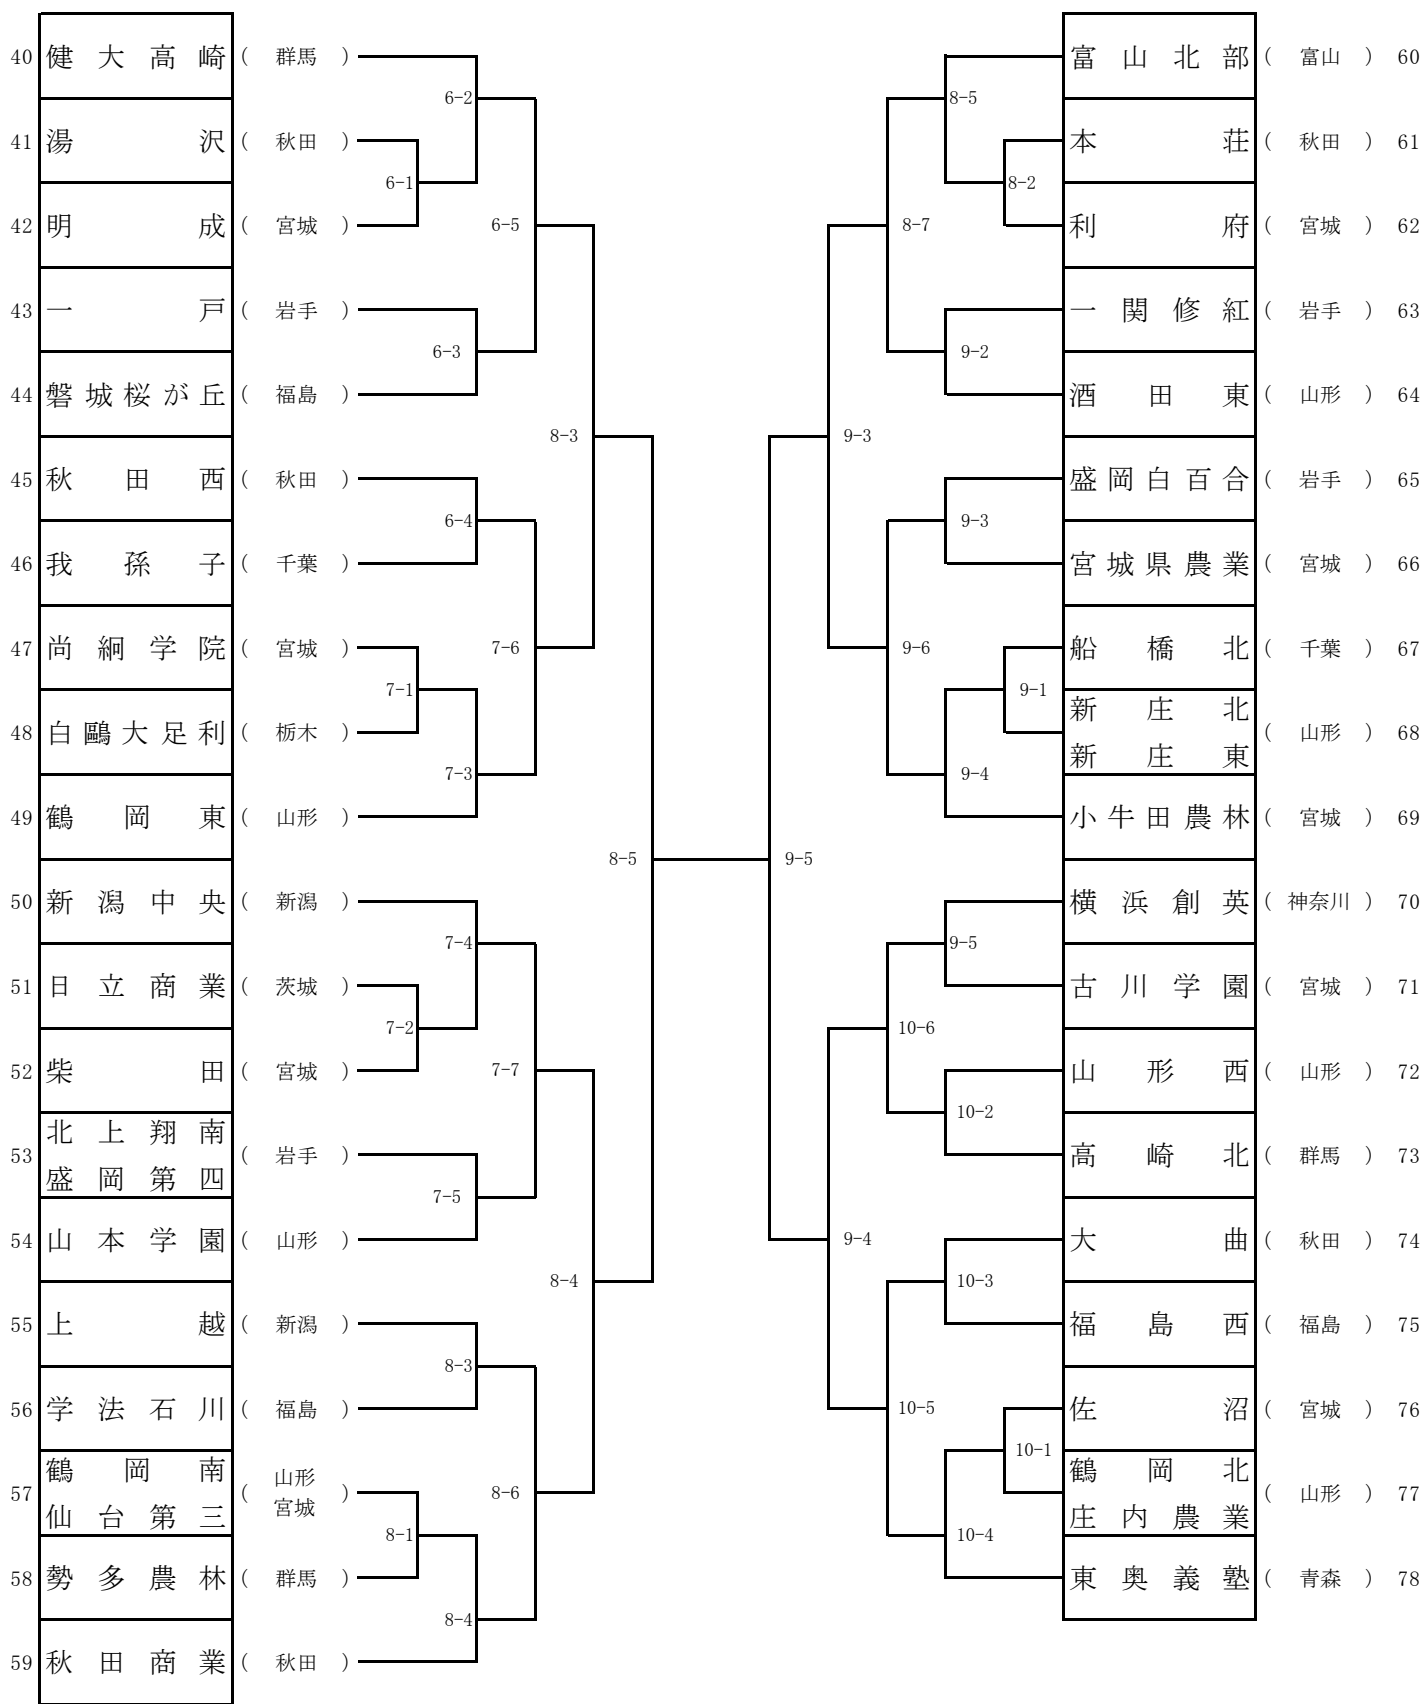 40 健大高崎 ( 群馬 )
6-2
41 湯沢 ( 秋田 )
6-1
42 明成 ( 宮城 )
6-5
43 一戸 ( 岩手 )
6-3
44 磐城桜が丘 ( 福島 )
8-3
45 秋田西 ( 秋田 )
6-4
46 我孫子 ( 千葉 )
47 尚絅学院 ( 宮城 )
7-6
7-1
48 白鷗大足利 ( 栃木 )
7-3
49 鶴岡東 ( 山形 )
8-5
50 新潟中央 ( 新潟 )
7-4
51 日立商業 ( 茨城 )
7-2
52 柴田 ( 宮城 )
7-7
北上翔南
53 ( 岩手 )
盛岡第四
7-5
54 山本学園 ( 山形 )
8-4
55 上越 ( 新潟 )
8-3
56 学法石川 ( 福島 )
鶴岡南 山形
57 ( )
仙台第三 宮城
8-6
8-1
58 勢多農林 ( 群馬 )
8-4
59 秋田商業 ( 秋田 )
富山北部 ( 富山 ) 60
8-5
本荘 ( 秋田 ) 61
8-2
利府 ( 宮城 ) 62
8-7
一関修紅 ( 岩手 ) 63
9-2
酒田東 ( 山形 ) 64
9-3
盛岡白百合 ( 岩手 ) 65
9-3
宮城県農業 ( 宮城 ) 66
船橋北 ( 千葉 ) 67
9-6
9-1
新庄北
( 山形 ) 68
新庄東
9-4
小牛田農林 ( 宮城 ) 69
9-5
横浜創英 ( 神奈川 ) 70
9-5
古川学園 ( 宮城 ) 71
10-6
山形西 ( 山形 ) 72
10-2
高崎北 ( 群馬 ) 73
9-4
大曲 ( 秋田 ) 74
10-3
福島西 ( 福島 ) 75
佐沼 ( 宮城 ) 76
10-5
10-1
鶴岡北
( 山形 ) 77
庄内農業
10-4
東奥義塾 ( 青森 ) 78